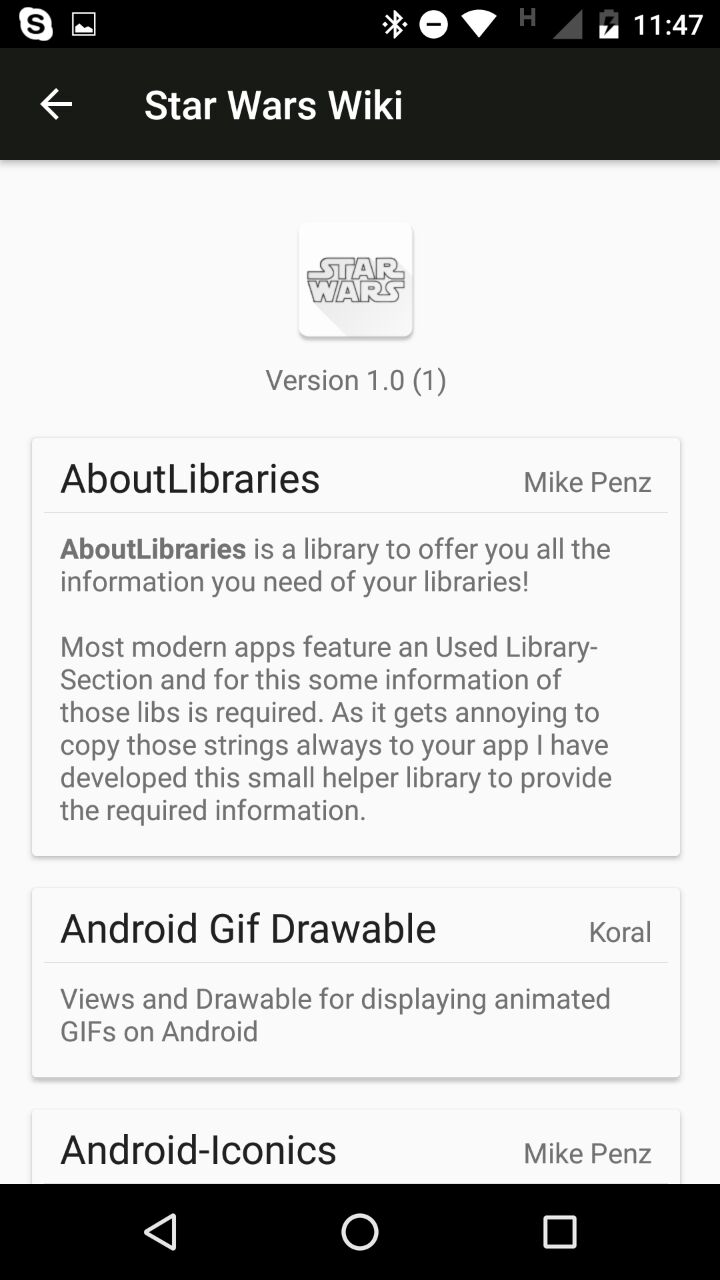 H 11:47
Star Wars Wiki
STAR
WARS
Version 1.0 (1)
AboutLibraries Mike Penz
AboutLibraries is a library to offer you all the
information you need of your libraries!
Most modern apps feature an Used Library-
Section and for this some information of
those libs is required. As it gets annoying to
copy those strings always to your app I have
developed this small helper library to provide
the required information.
Android Gif Drawable Koral
Views and Drawable for displaying animated
GIFs on Android
Android-Iconics Mike Penz